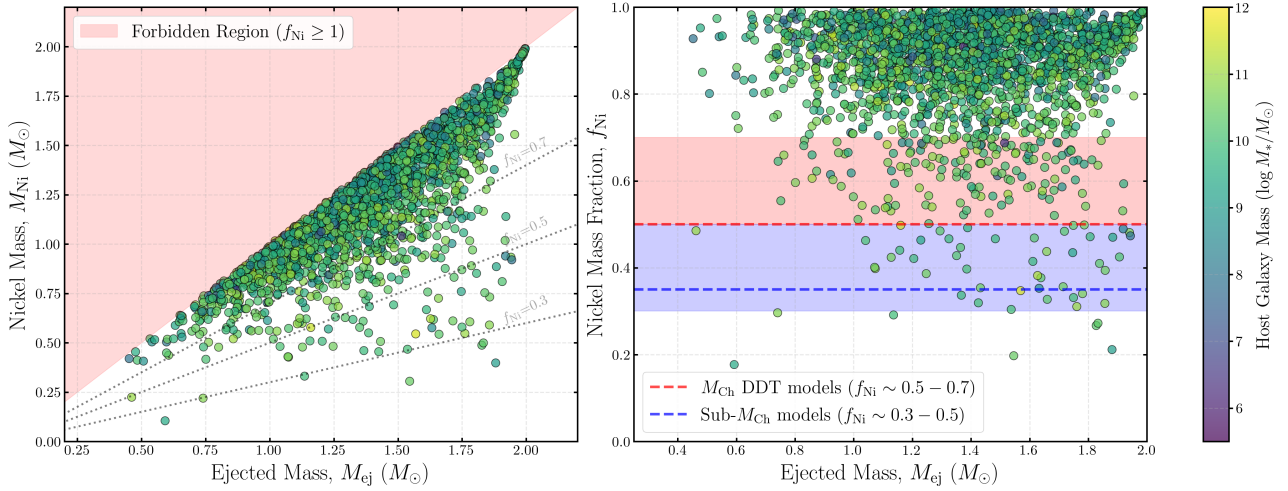 Forbidden Region (f_Ni ≥ 1)
f_Ni=0.7
f_Ni=0.5
f_Ni=0.3
Nickel Mass, M_Ni (M_⊙)
2.00
1.75
1.50
1.25
1.00
0.75
0.50
0.25
0.00
0.25 0.50 0.75 1.00 1.25 1.50 1.75 2.00
0.20
Ejected Mass, M_ej (M_⊙)
Nickel Mass Fraction, f_Ni
1.0
0.8
0.6
0.4
0.2
0.0
M_Ch DDT models (f_Ni ∼ 0.5 − 0.7)
Sub-M_Ch models (f_Ni ∼ 0.3 − 0.5)
0.4 0.6 0.8 1.0 1.2 1.4 1.6 1.8 2.0
Ejected Mass, M_ej (M_⊙)
12
11
10
9
8
7
6
Host Galaxy Mass (log M_*/M_⊙)